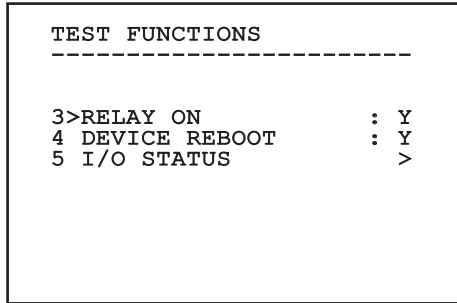 TEST FUNCTIONS
-------------------------
3>RELAY ON : Y
4 DEVICE REBOOT : Y
5 I/O STATUS >